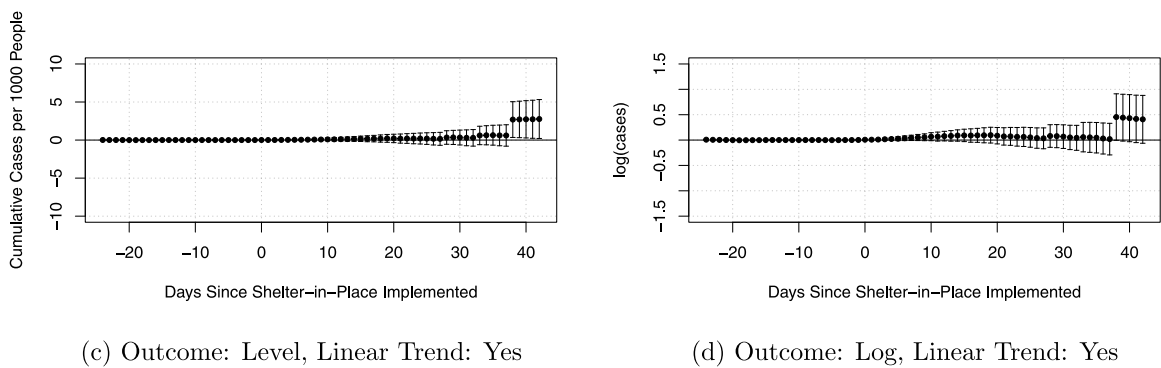 Cumulative Cases per 1000 People
10
5
0
−5
−10
−20 −10 0 10 20 30 40
Days Since Shelter−in−Place Implemented
(c) Outcome: Level, Linear Trend: Yes
log(cases)
1.5
0.5
−0.5
−1.5
−20 −10 0 10 20 30 40
Days Since Shelter−in−Place Implemented
(d) Outcome: Log, Linear Trend: Yes